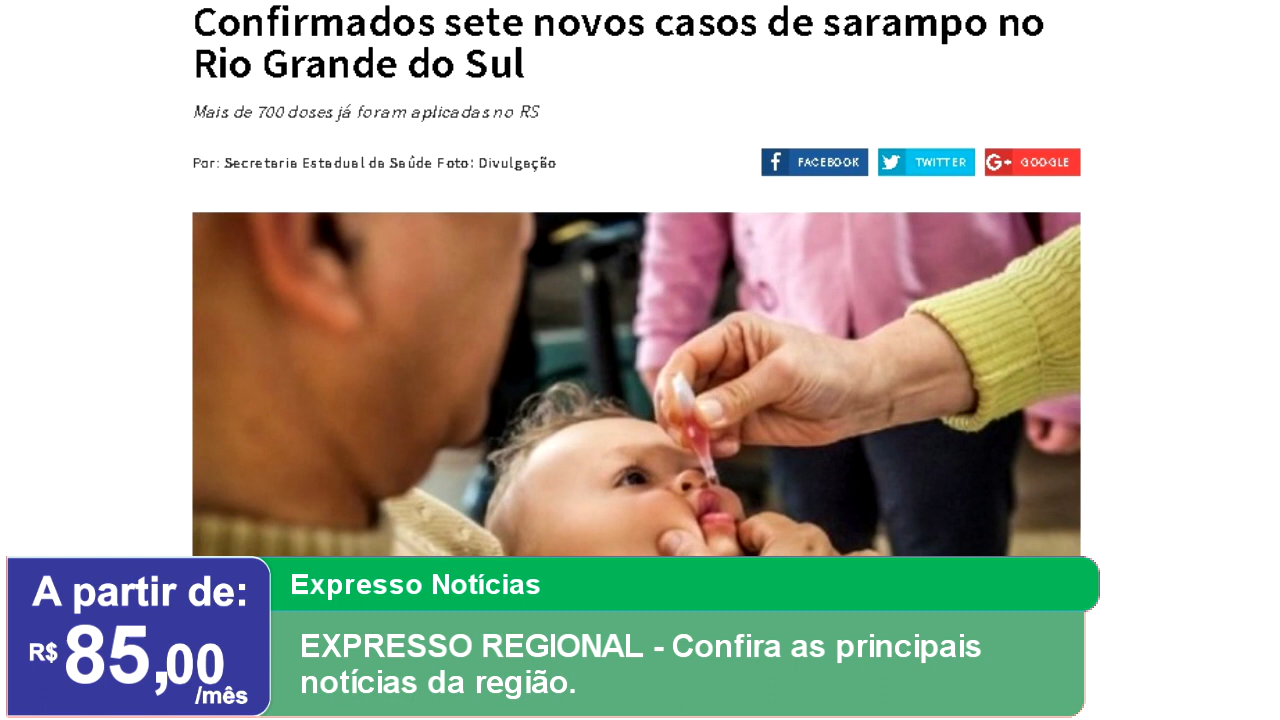 Confirmados sete novos casos de sarampo no
Rio Grande do Sul
Mais de 700 doses já foram aplicadas no RS
Por: Secretaria Estadual da Saúde Foto: Divulgação
FACEBOOK
TWITTER
G+ GOOGLE
A partir de:
R$ 85,00
/mês
Expresso Notícias
EXPRESSO REGIONAL - Confira as principais
notícias da região.